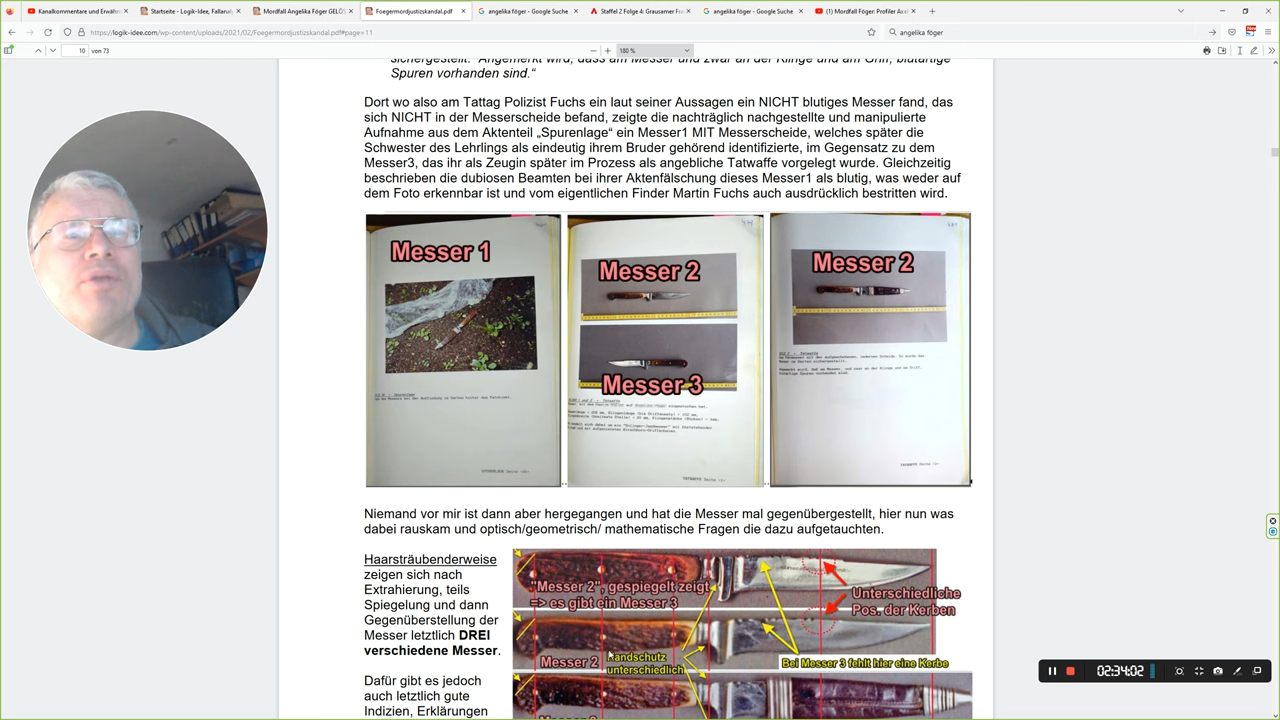 Kanalkommentare und Erwähnu
Startseite - Logik-Idee, Fallanaly
Mordfall Angelika Föger GELÖS
Foegermordjustizskandal.pdf
angelika föger - Google Suche
Staffel 2 Folge 4: Grausamer Fr
angelika föger - Google Suche
(1) Mordfall Föger: Profiler Axel
https://logik-idee.com/wp-content/uploads/2021/02/Foegermordjustizskandal.pdf#page=11
angelika föger
10 von 73
180 %
sichergestellt. Angemerkt wird, dass am Messer und zwar an der Klinge und am Griff, blutartige
Spuren vorhanden sind.“
Dort wo also am Tattag Polizist Fuchs ein laut seiner Aussagen ein NICHT blutiges Messer fand, das
sich NICHT in der Messerscheide befand, zeigte die nachträglich nachgestellte und manipulierte
Aufnahme aus dem Aktenteil „Spurenlage“ ein Messer1 MIT Messerscheide, welches später die
Schwester des Lehrlings als eindeutig ihrem Bruder gehörend identifizierte, im Gegensatz zu dem
Messer3, das ihr als Zeugin später im Prozess als angebliche Tatwaffe vorgelegt wurde. Gleichzeitig
beschrieben die dubiosen Beamten bei ihrer Aktenfälschung dieses Messer1 als blutig, was weder auf
dem Foto erkennbar ist und vom eigentlichen Finder Martin Fuchs auch ausdrücklich bestritten wird.
Messer 1
Messer 2
Messer 3
Messer 2
Niemand vor mir ist dann aber hergegangen und hat die Messer mal gegenübergestellt, hier nun was
dabei rauskam und optisch/geometrisch/ mathematische Fragen die dazu aufgetauchten.
Haarsträubenderweise
zeigen sich nach
Extrahierung, teils
Spiegelung und dann
Gegenüberstellung der
Messer letztlich DREI
verschiedene Messer.
Dafür gibt es jedoch
auch letztlich gute
Indizien, Erklärungen
"Messer 2", gespiegelt zeigt
=> es gibt ein Messer 3
Unterschiedliche
Pos. der Kerben
Messer 2
Handschutz
unterschiedlich
Bei Messer 3 fehlt hier eine Kerbe
02:34:02